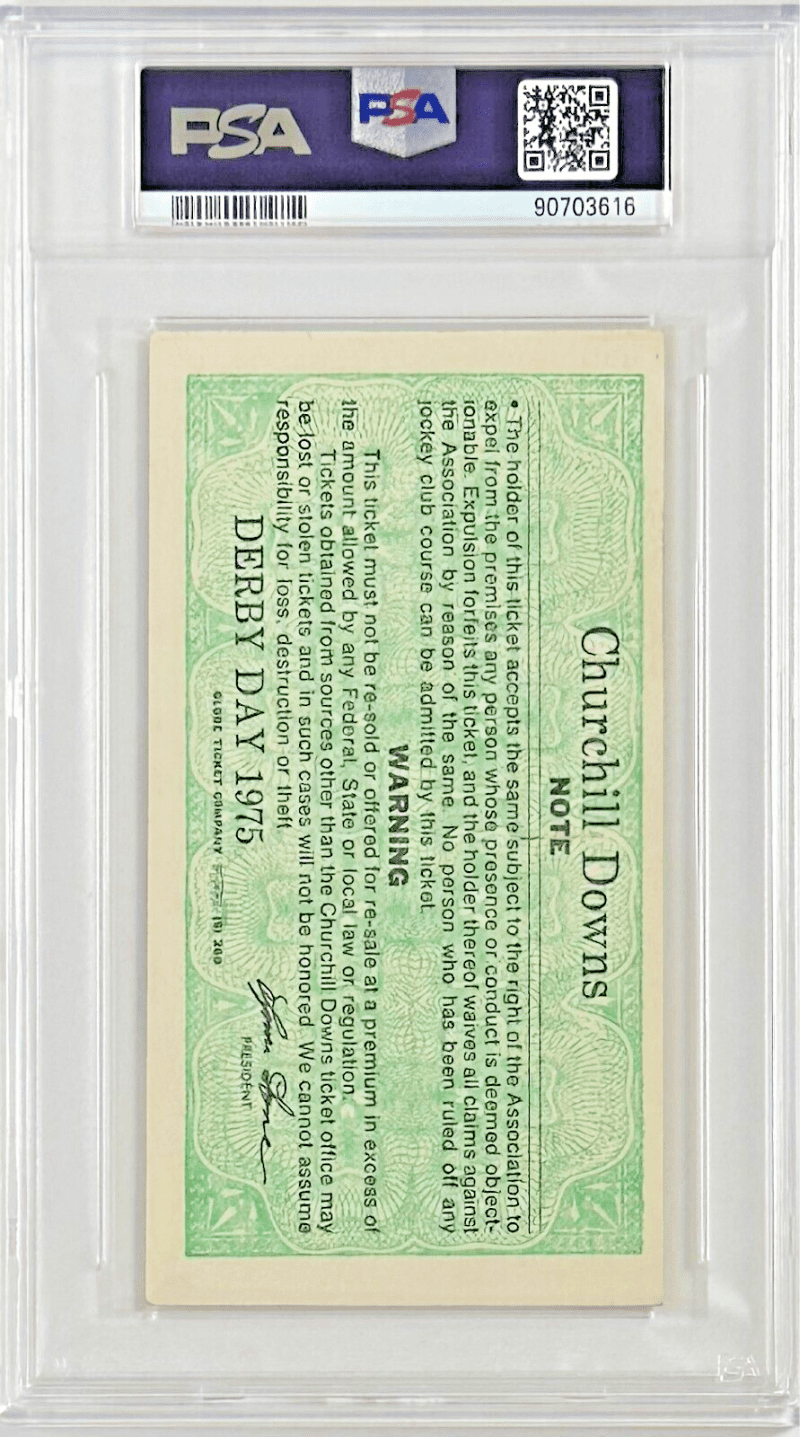 PSA
PSA
90703616
Churchill Downs
NOTE
• The holder of this ticket accepts the same subject to the right of the Association to
expel from the premises any person whose presence or conduct is deemed object-
ionable. Expulsion forfeits this ticket, and the holder thereof waives all claims against
the Association by reason of the same. No person who has been ruled off any
jockey club course can be admitted by this ticket.
WARNING
This ticket must not be re-sold or offered for re-sale at a premium in excess of
the amount allowed by any Federal, State or local law or regulation.
Tickets obtained from sources other than the Churchill Downs ticket office may
be lost or stolen tickets and in such cases will not be honored. We cannot assume
responsibility for loss, destruction or theft
DERBY DAY 1975
Lynn Stone
PRESIDENT
GLOBE TICKET COMPANY
PSA